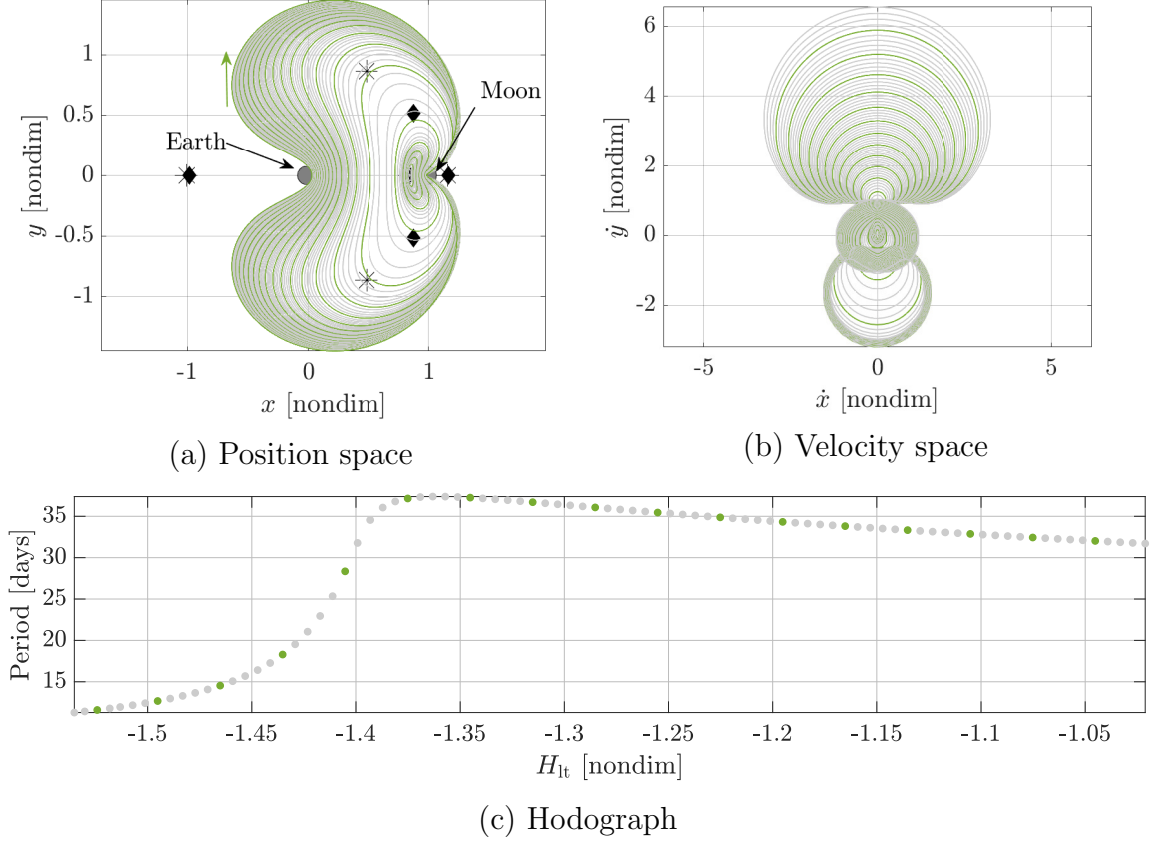 1
0.5
0
-0.5
-1
y [nondim]
Earth
Moon
-1
0
1
x [nondim]
(a) Position space
6
4
2
0
-2
ẏ [nondim]
-5
0
5
ẋ [nondim]
(b) Velocity space
35
30
25
20
15
Period [days]
-1.5
-1.45
-1.4
-1.35
-1.3
-1.25
-1.2
-1.15
-1.1
-1.05
H_lt [nondim]
(c) Hodograph